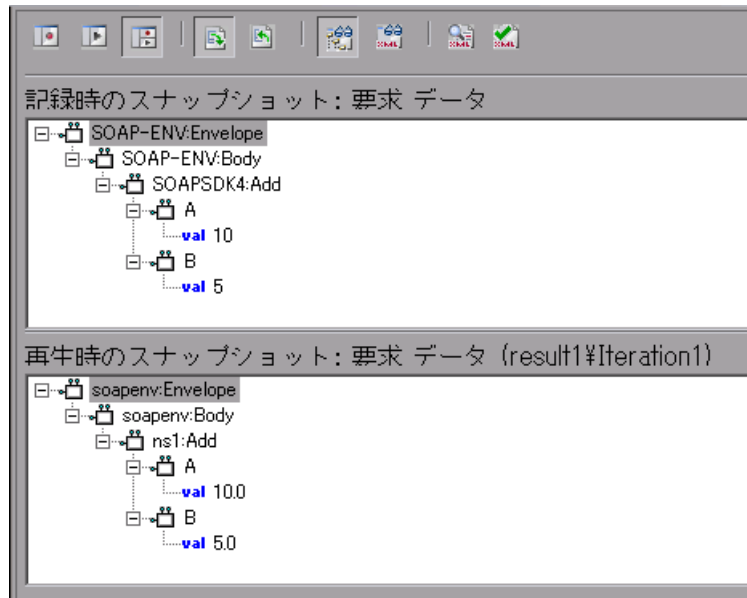 XML
XML
XML
記録時のスナップショット: 要求 データ
SOAP-ENV:Envelope
SOAP-ENV:Body
SOAPSDK4:Add
A
val 10
B
val 5
再生時のスナップショット: 要求 データ (result1¥Iteration1)
soapenv:Envelope
soapenv:Body
ns1:Add
A
val 10.0
B
val 5.0